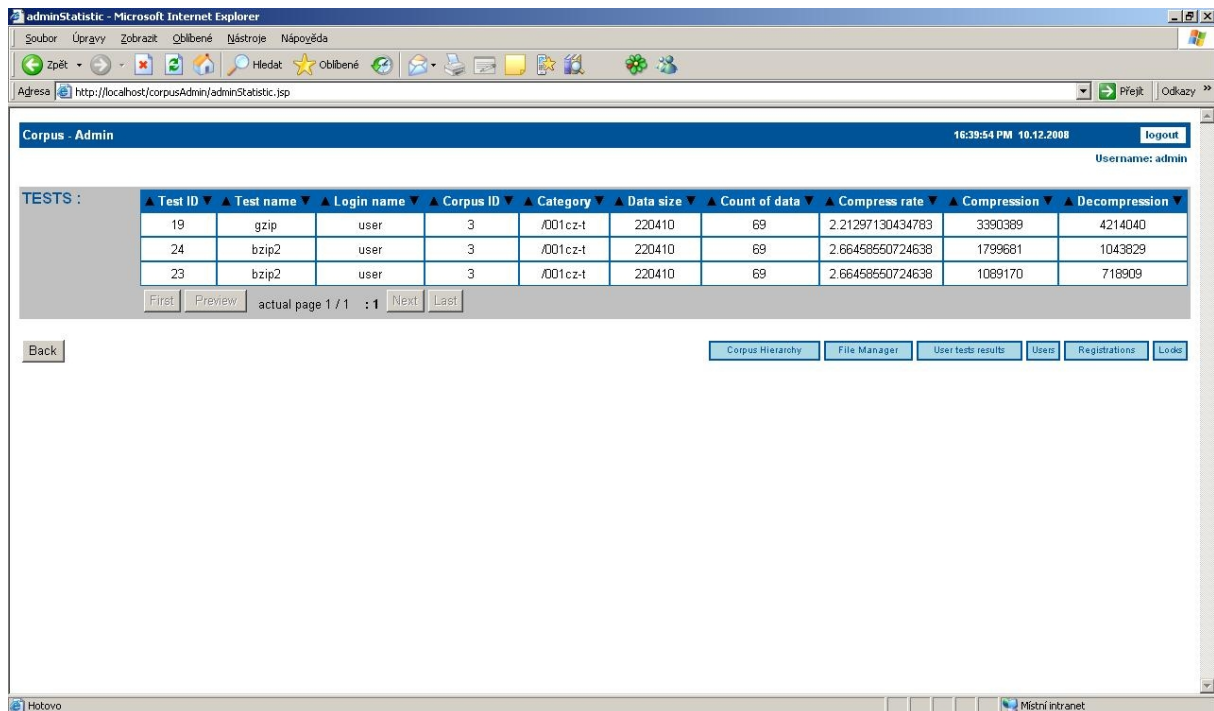 adminStatistic - Microsoft Internet Explorer
Soubor Úpravy Zobrazit Oblíbené Nástroje Nápověda
Zpět Hledat Oblíbené
Adresa http://localhost/corpusAdmin/adminStatistic.jsp Přejít Odkazy »
Corpus - Admin 16:39:54 PM 10.12.2008 logout
Username: admin
TESTS :
▲ Test ID ▼ ▲ Test name ▼ ▲ Login name ▼ ▲ Corpus ID ▼ ▲ Category ▼ ▲ Data size ▼ ▲ Count of data ▼ ▲ Compress rate ▼ ▲ Compression ▼ ▲ Decompression ▼
19 gzip user 3 /001cz-t 220410 69 2.21297130434783 3390389 4214040
24 bzip2 user 3 /001cz-t 220410 69 2.66458550724638 1799681 1043829
23 bzip2 user 3 /001cz-t 220410 69 2.66458550724638 1089170 718909
First Preview actual page 1 / 1 : 1 Next Last
Back Corpus Hierarchy File Manager User tests results Users Registrations Locks
Hotovo Místní intranet